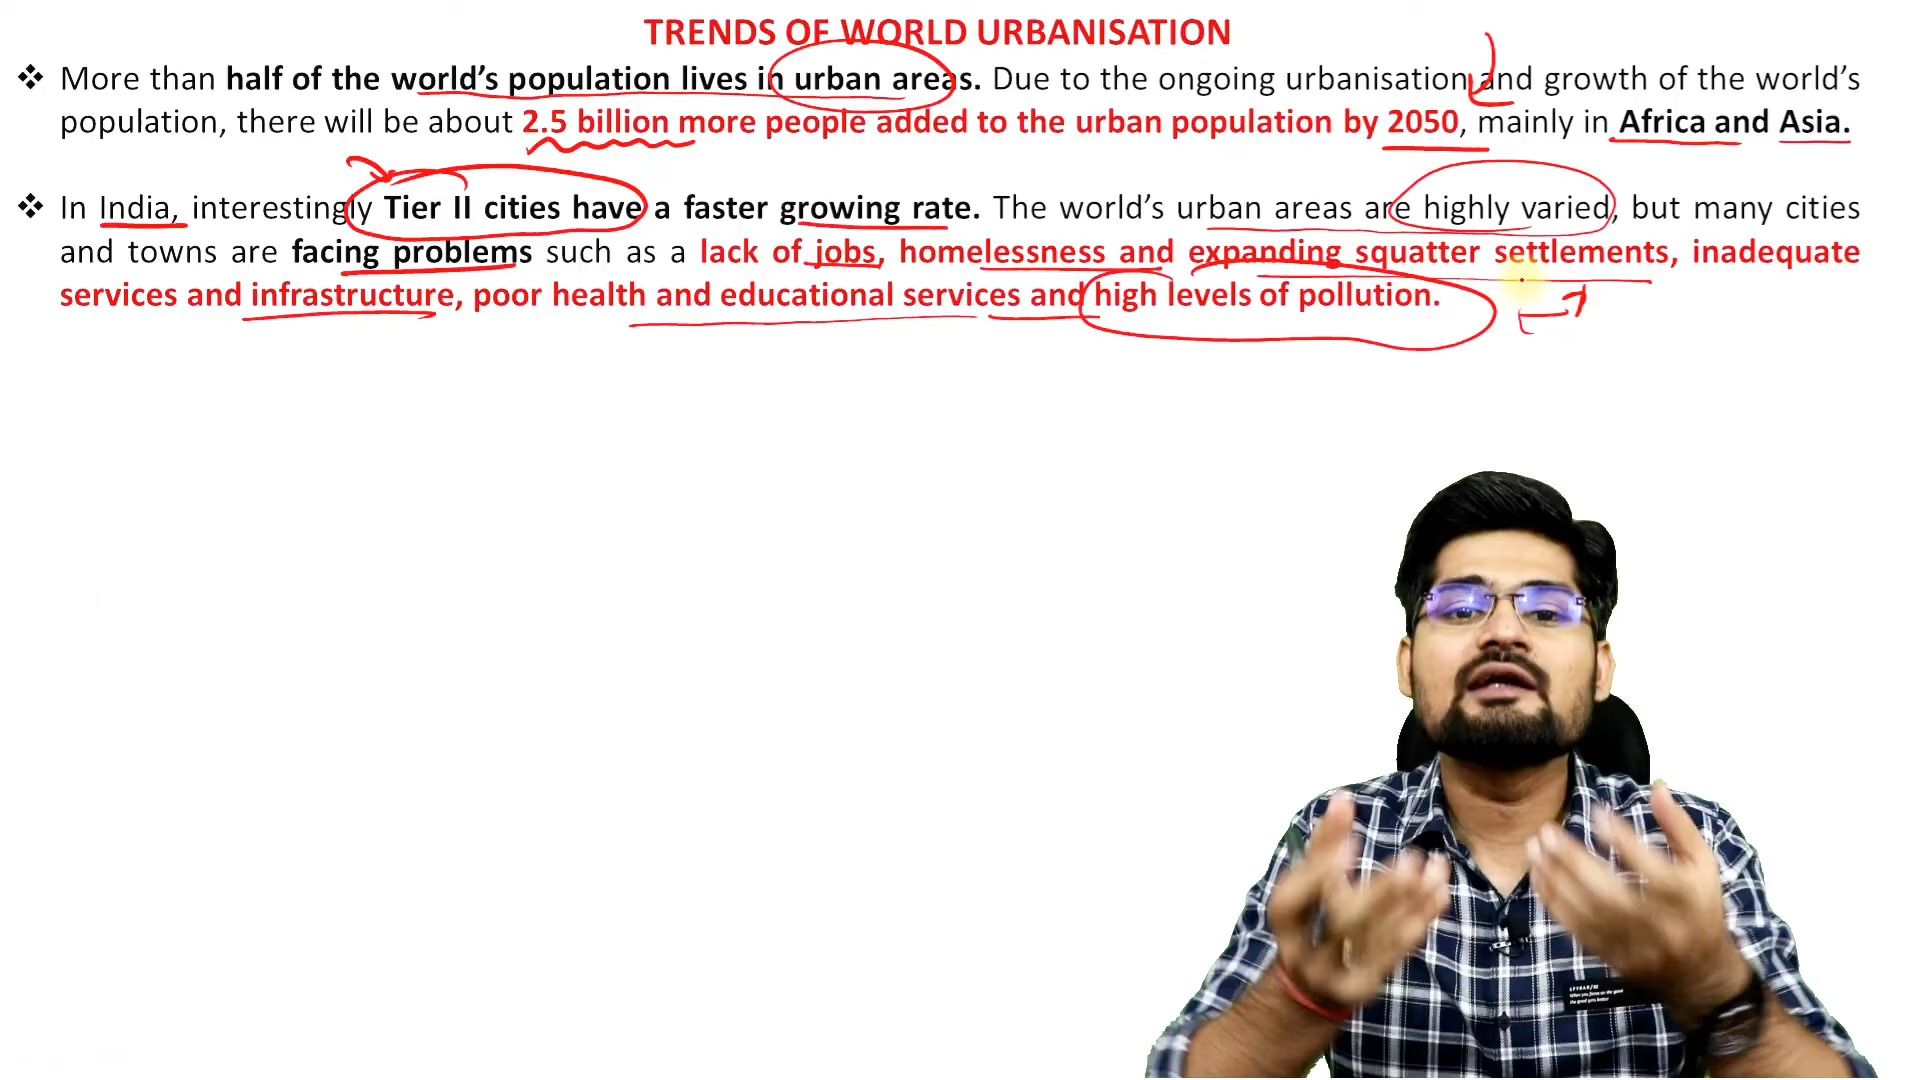 TRENDS OF WORLD URBANISATION
❖ More than half of the world’s population lives in urban areas. Due to the ongoing urbanisation and growth of the world’s
population, there will be about 2.5 billion more people added to the urban population by 2050, mainly in Africa and Asia.
❖ In India, interestingly Tier II cities have a faster growing rate. The world’s urban areas are highly varied, but many cities
and towns are facing problems such as a lack of jobs, homelessness and expanding squatter settlements, inadequate
services and infrastructure, poor health and educational services and high levels of pollution.